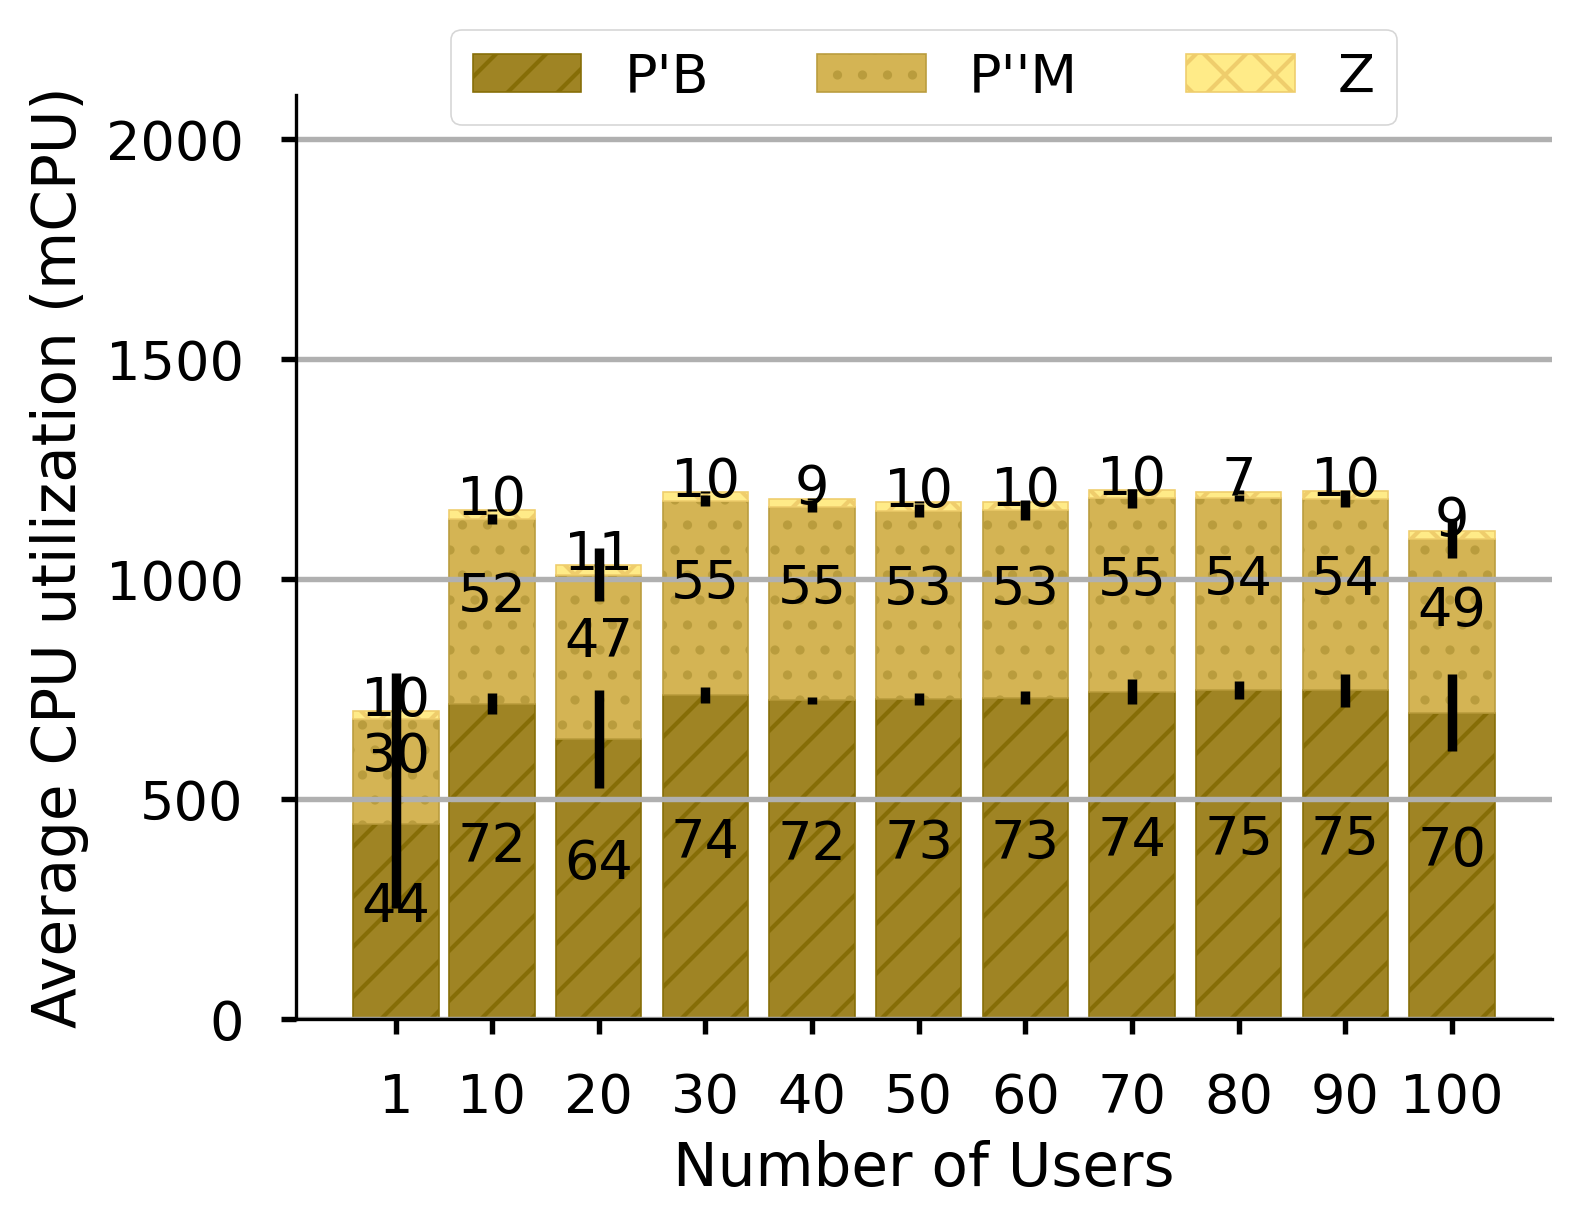 P'B P''M Z
Average CPU utilization (mCPU)
2000
1500
1000
500
0
10 10 11 10 9 10 10 10 7 10 9
30 52 47 55 55 53 53 55 54 54 49
44 72 64 74 72 73 73 74 75 75 70
1 10 20 30 40 50 60 70 80 90 100
Number of Users